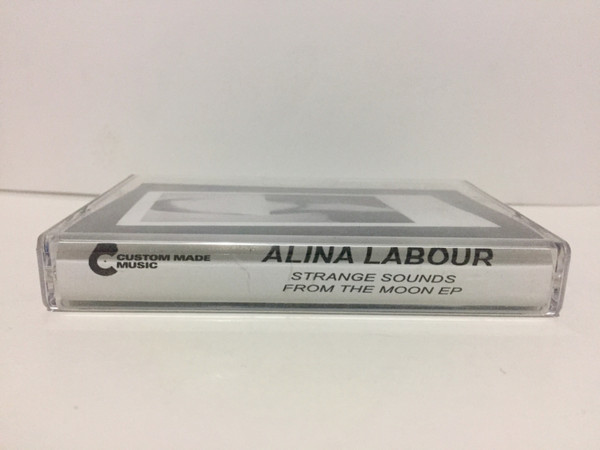 CUSTOM MADE
MUSIC
ALINA LABOUR
STRANGE SOUNDS
FROM THE MOON EP